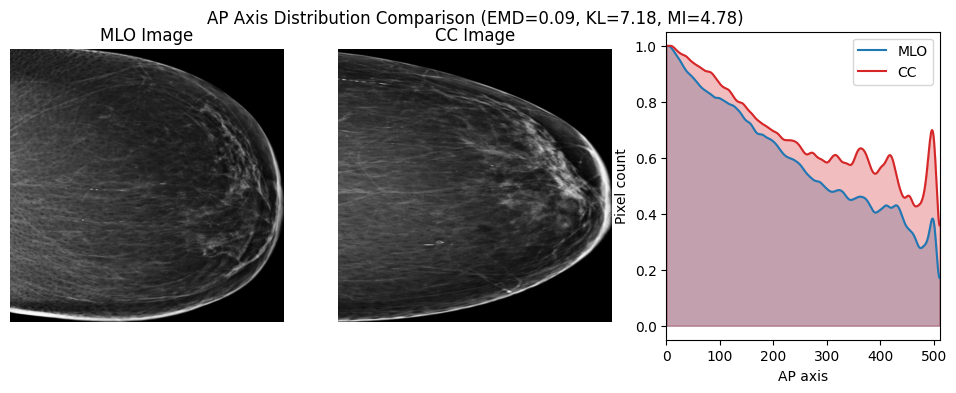 AP Axis Distribution Comparison (EMD=0.09, KL=7.18, MI=4.78)
MLO Image
CC Image
MLO
CC
Pixel count
1.0
0.8
0.6
0.4
0.2
0.0
0 100 200 300 400 500
AP axis